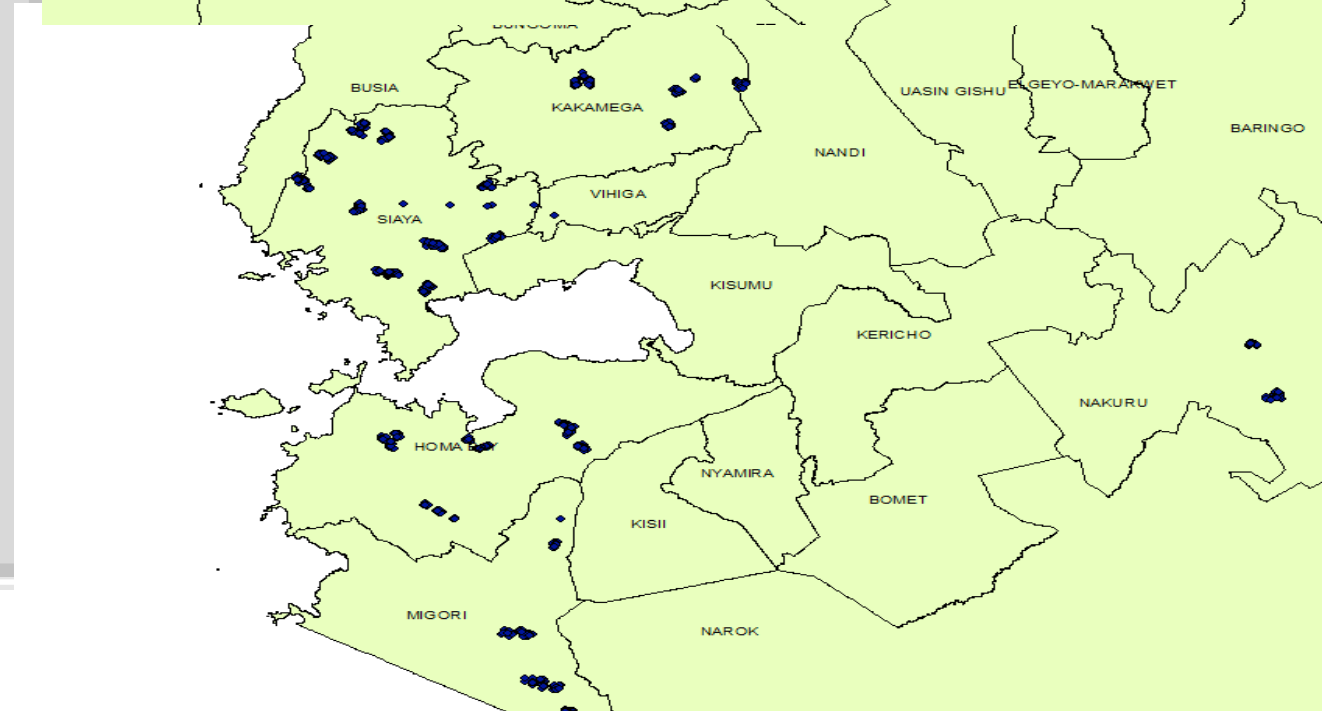 BUNGOMA
BUSIA
UASIN GISHU
ELGEYO-MARAKWET
KAKAMEGA
BARINGO
NANDI
VIHIGA
SIAYA
KISUMU
KERICHO
NAKURU
HOMA BAY
NYAMIRA
BOMET
KISII
MIGORI
NAROK